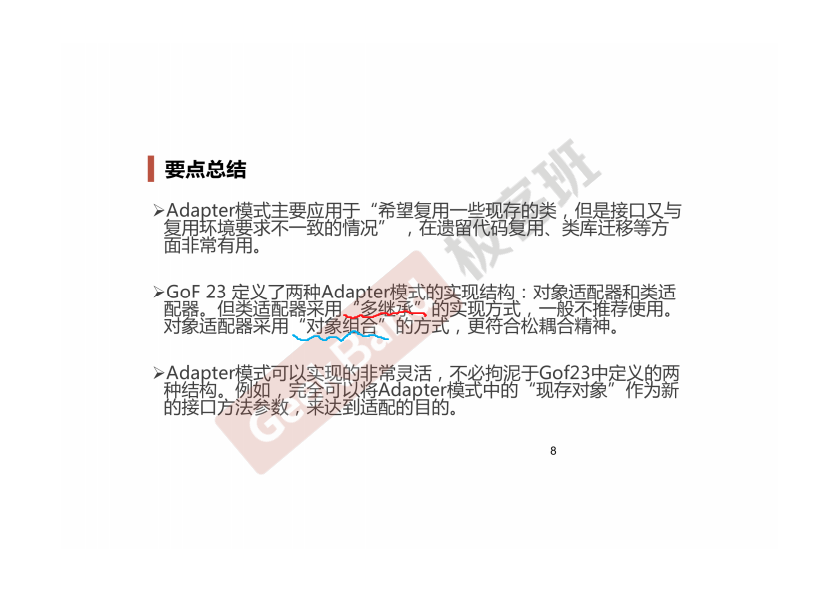 要点总结
➢Adapter模式主要应用于“希望复用一些现存的类，但是接口又与
复用环境要求不一致的情况”，在遗留代码复用、类库迁移等方
面非常有用。
➢GoF 23 定义了两种Adapter模式的实现结构：对象适配器和类适
配器。但类适配器采用“多继承”的实现方式，一般不推荐使用。
对象适配器采用“对象组合”的方式，更符合松耦合精神。
➢Adapter模式可以实现的非常灵活，不必拘泥于Gof23中定义的两
种结构。例如，完全可以将Adapter模式中的“现存对象”作为新
的接口方法参数，来达到适配的目的。
8
GeekBand 极客班